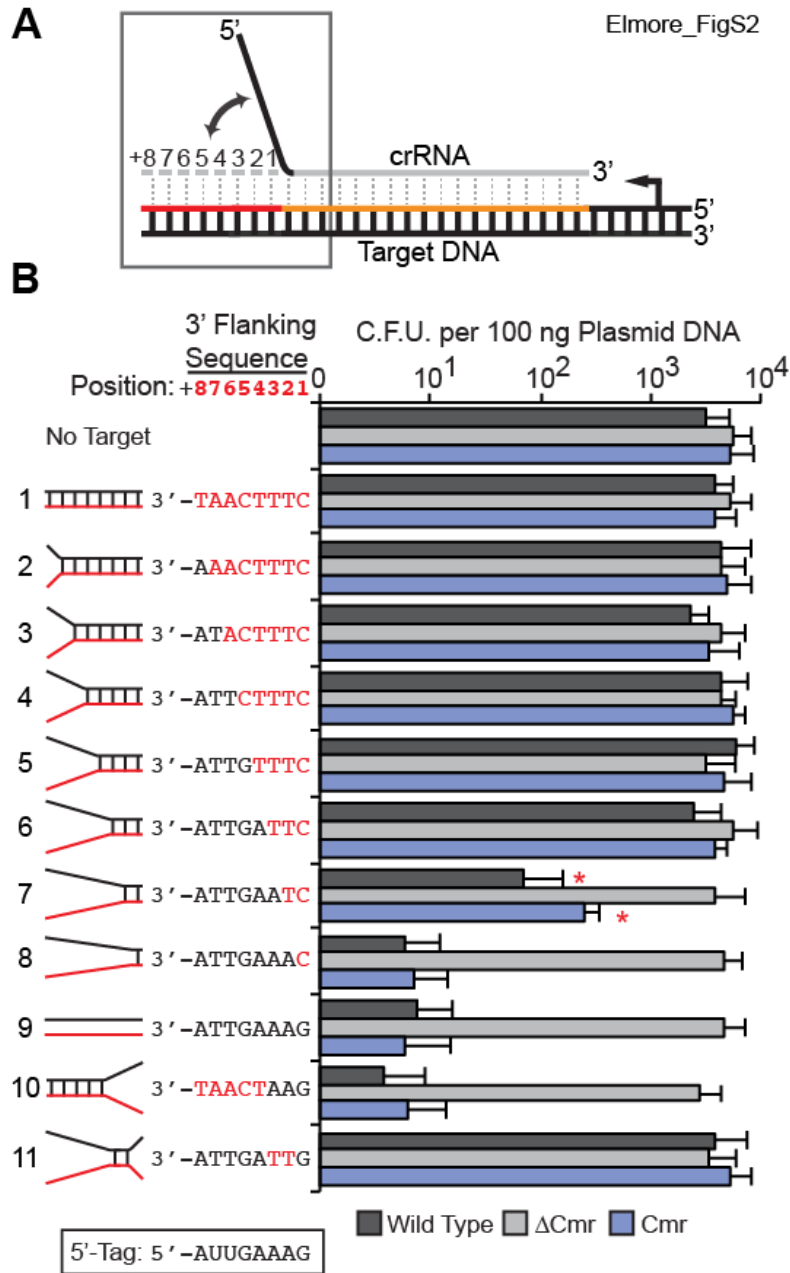 A
Elmore_FigS2
5'
+8 7 6 5 4 3 2 1
crRNA
3'
5'
3'
Target DNA
B
3' Flanking
Sequence
C.F.U. per 100 ng Plasmid DNA
Position: +87654321
0 10¹ 10² 10³ 10⁴
No Target
1 3'-TAACTTTC
2 3'-AAACTTTC
3 3'-ATACTTTC
4 3'-ATTCTTTC
5 3'-ATTGTTTC
6 3'-ATTGATTC
7 3'-ATTGAATC
*
*
8 3'-ATTGAAAC
9 3'-ATTGAAAG
10 3'-TAACTAAG
11 3'-ATTGATTG
Wild Type ΔCmr Cmr
5'-Tag: 5'-AUUGAAAG